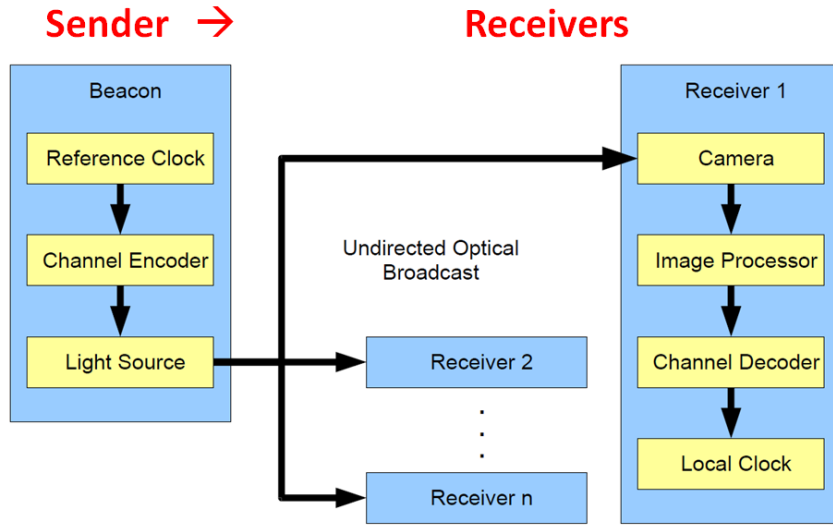 Sender → Receivers
Beacon
Reference Clock
Channel Encoder
Light Source
Undirected Optical
Broadcast
Receiver 2
.
.
.
Receiver n
Receiver 1
Camera
Image Processor
Channel Decoder
Local Clock